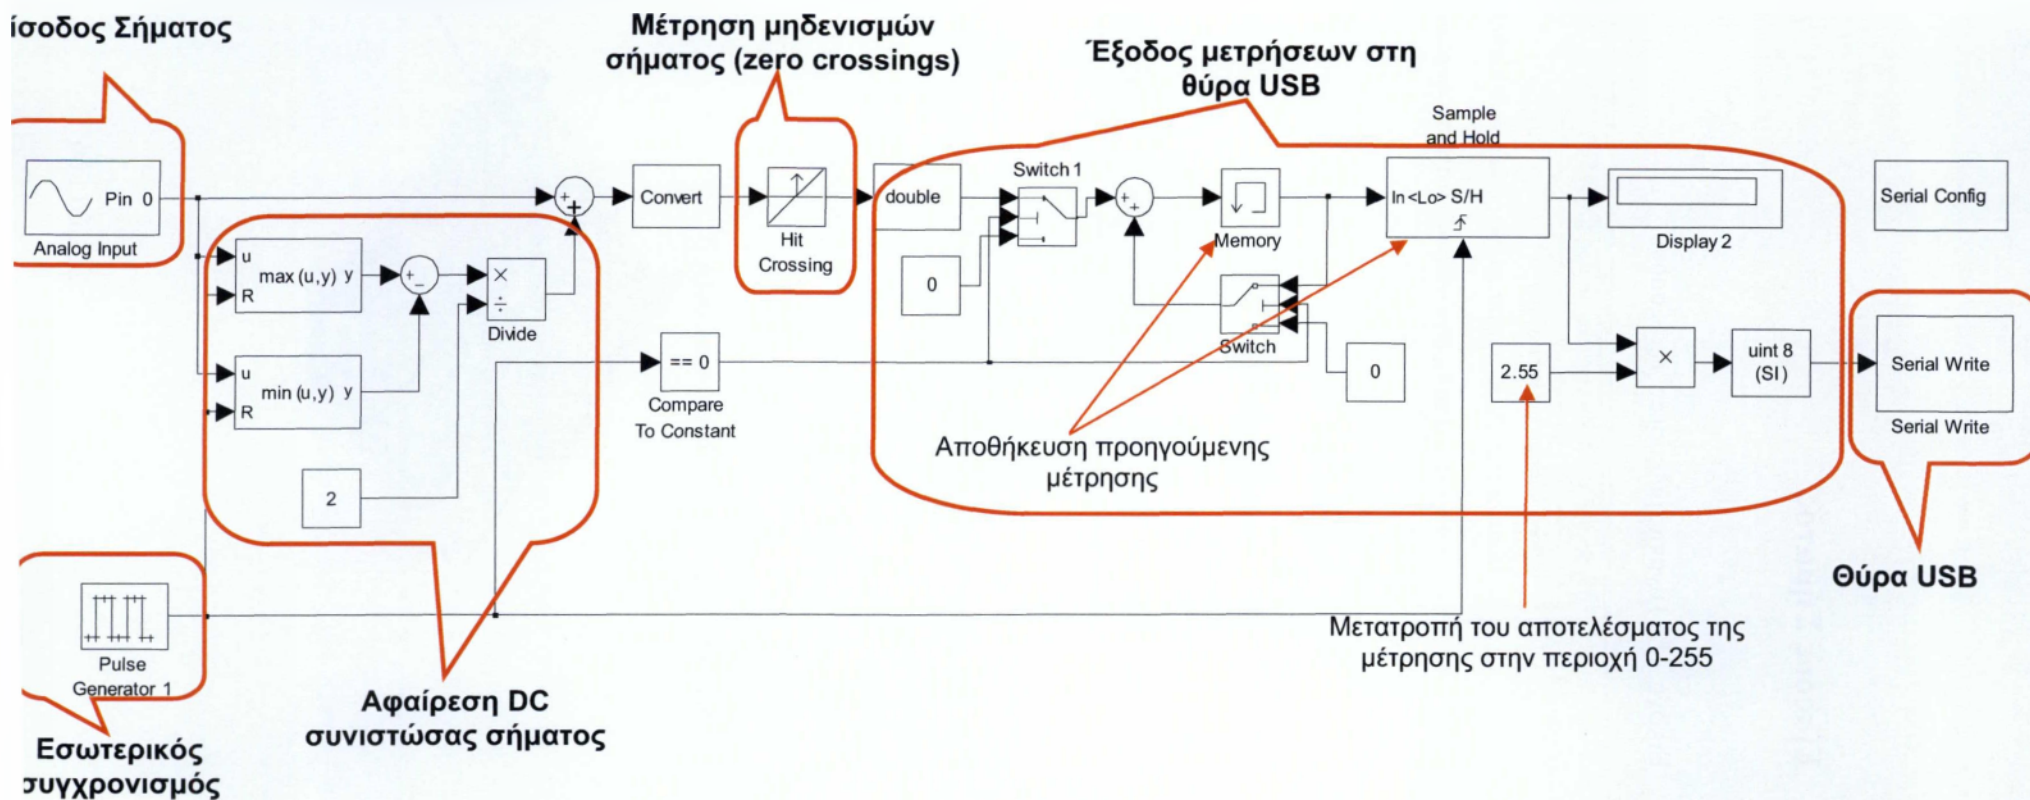 ίσοδος Σήματος
Μέτρηση μηδενισμών
σήματος (zero crossings)
Έξοδος μετρήσεων στη
θύρα USB
Sample
and Hold
Pin 0
Analog Input
Convert
Hit
Crossing
double
Switch 1
Memory
In <Lo> S/H
Display 2
Serial Config
u
R
max (u,y) y
+
−
×
÷
Divide
+
+
0
+
+
Switch
0
u
R
min (u,y) y
== 0
Compare
To Constant
2.55
×
uint 8
(SI)
Serial Write
Serial Write
Αποθήκευση προηγούμενης
μέτρησης
2
Θύρα USB
Μετατροπή του αποτελέσματος της
μέτρησης στην περιοχή 0-255
Pulse
Generator 1
Αφαίρεση DC
συνιστώσας σήματος
Εσωτερικός
συγχρονισμός